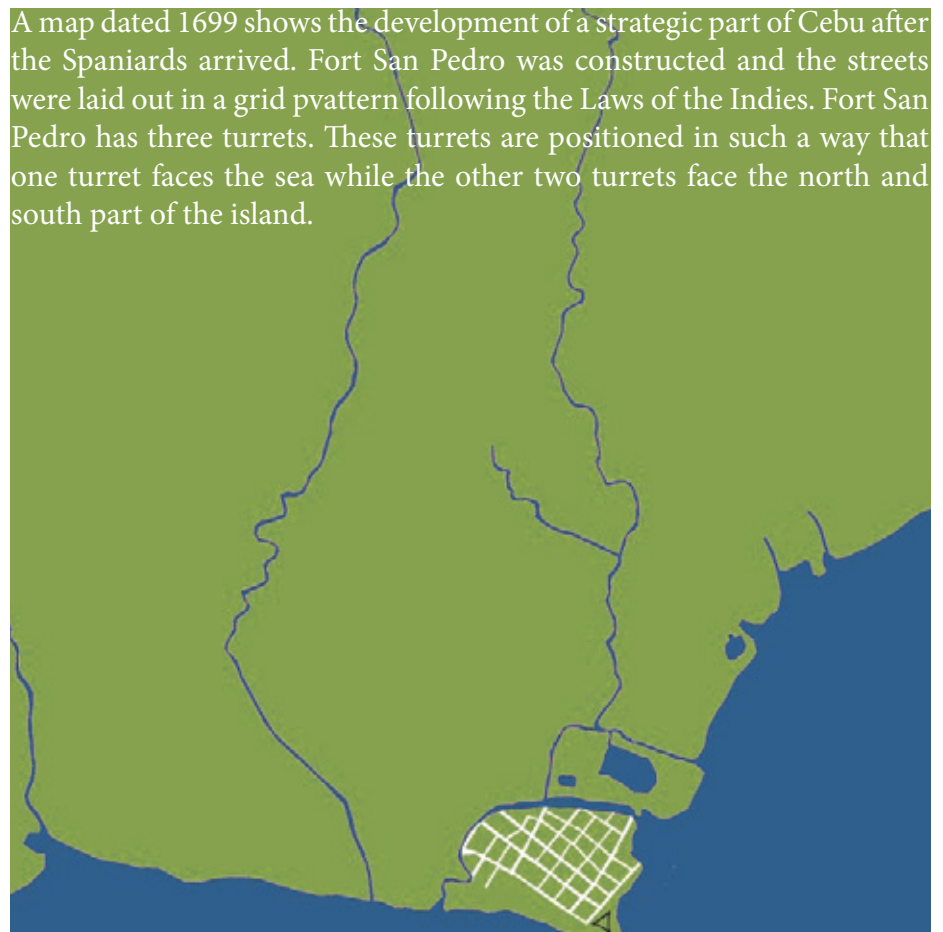 A map dated 1699 shows the development of a strategic part of Cebu after
the Spaniards arrived. Fort San Pedro was constructed and the streets
were laid out in a grid pvattern following the Laws of the Indies. Fort San
Pedro has three turrets. These turrets are positioned in such a way that
one turret faces the sea while the other two turrets face the north and
south part of the island.